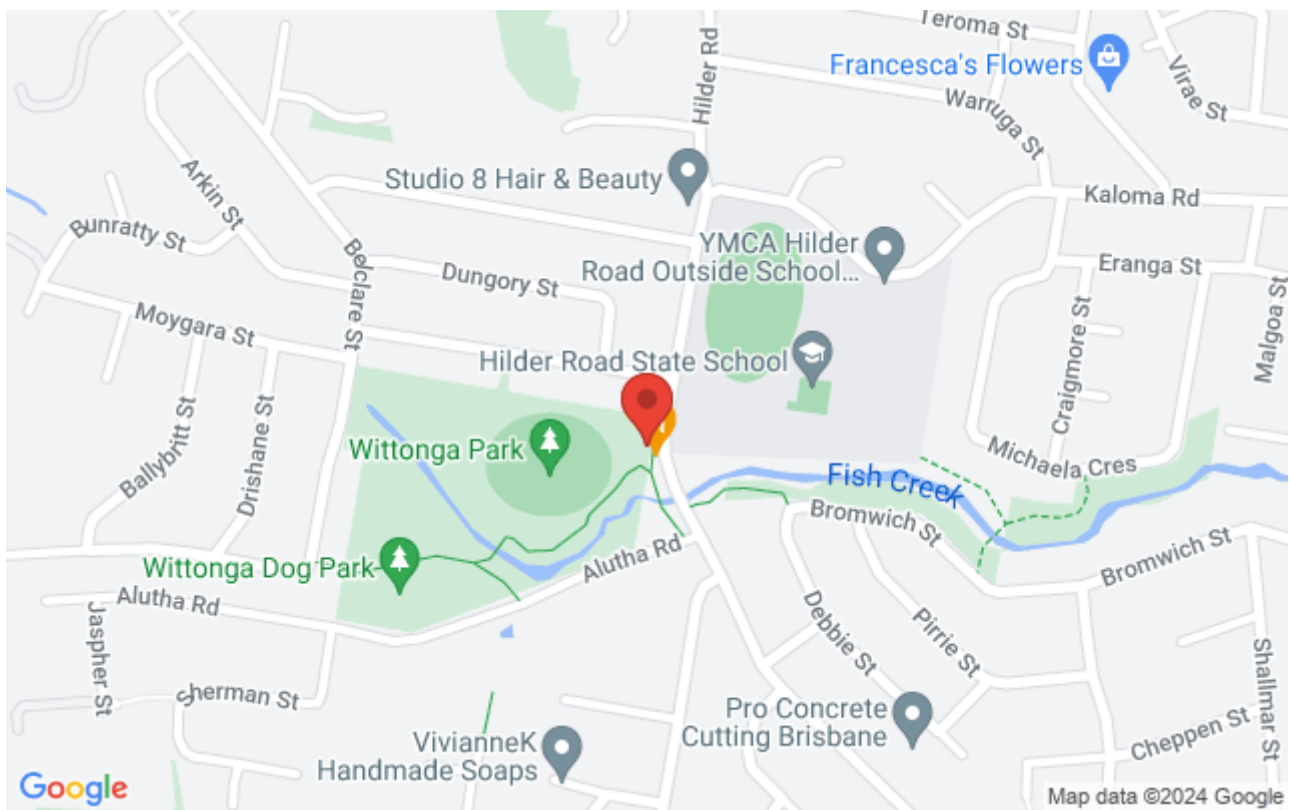 Teroma St
Hilder Rd
Francesca's Flowers
Virae St
Warruga St
Arkin St
Studio 8 Hair & Beauty
Kaloma Rd
Bunratty St
YMCA Hilder
Road Outside School...
Belclare St
Dungory St
Eranga St
Moygara St
Craigmore St
Malgoa St
Hilder Road State School
Ballybritt St
Drishane St
Wittonga Park
Michaela Cres
Fish Creek
Bromwich St
Wittonga Dog Park
Alutha Rd
Bromwich St
Alutha Rd
Jaspher St
Debbie St
Pirrie St
Shallmar St
Sherman St
Pro Concrete
Cutting Brisbane
VivianneK
Handmade Soaps
Cheppen St
Google
Map data ©2024 Google